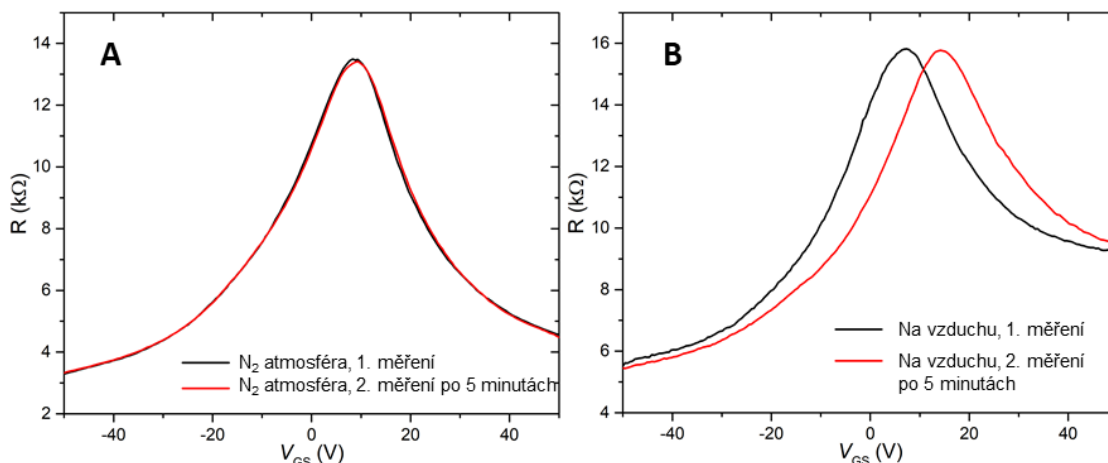 A
R (kΩ)
14
12
10
8
6
4
2
-40
-20
0
20
40
V_GS (V)
N₂ atmosféra, 1. měření
N₂ atmosféra, 2. měření po 5 minutách
B
R (kΩ)
16
14
12
10
8
6
4
-40
-20
0
20
40
V_GS (V)
Na vzduchu, 1. měření
Na vzduchu, 2. měření
po 5 minutách